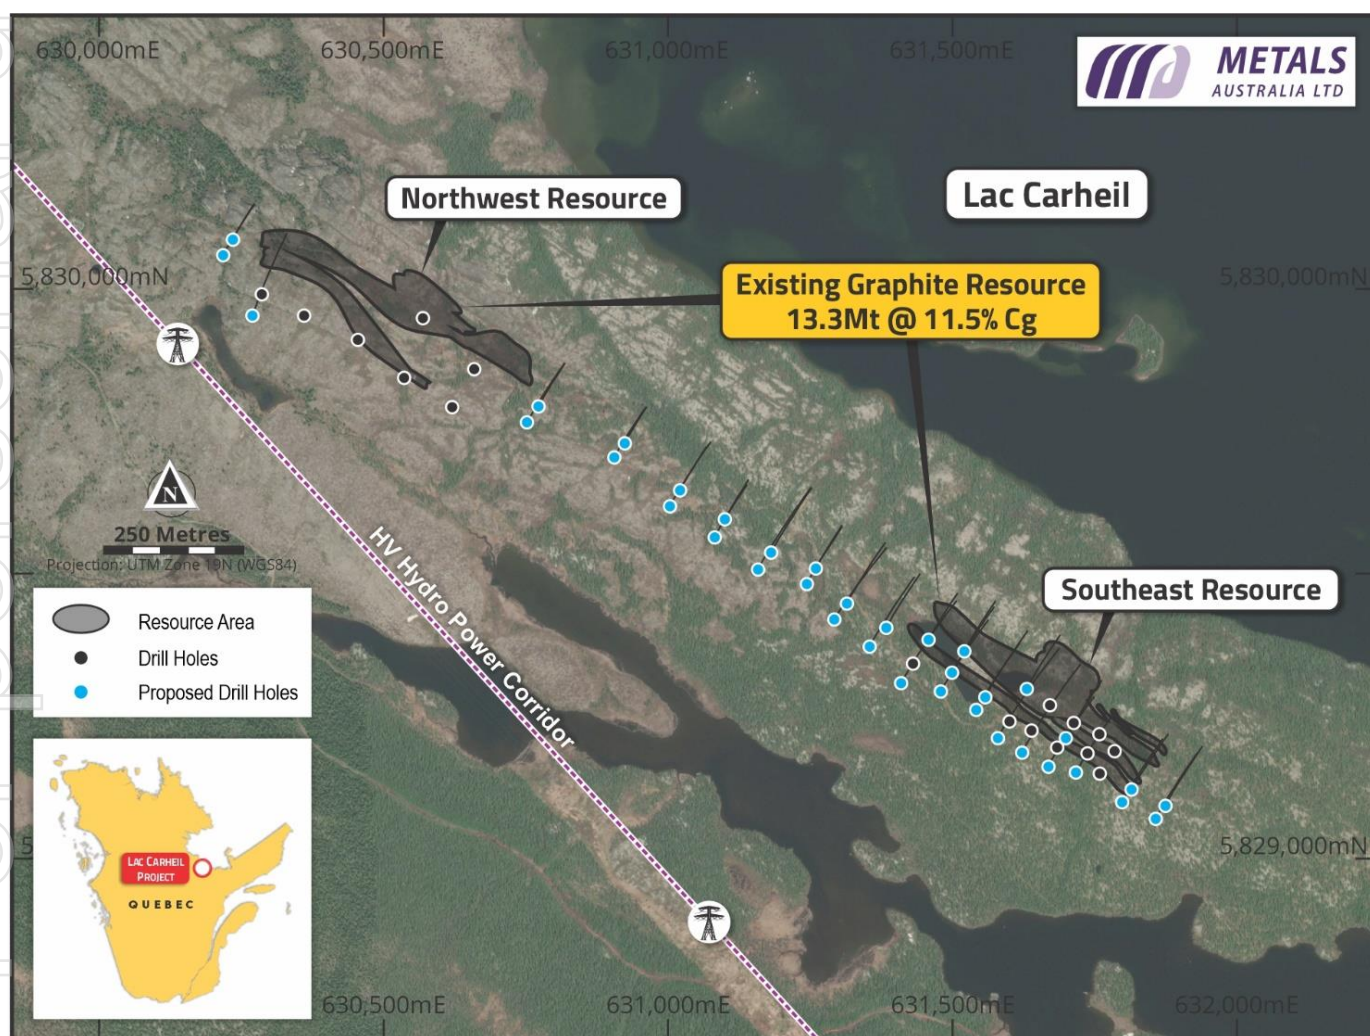 630,000mE
630,500mE
631,000mE
631,500mE
METALS
AUSTRALIA LTD
Lac Carheil
Northwest Resource
5,830,000mN
5,830,000mN
Existing Graphite Resource
13.3Mt @ 11.5% Cg
N
250 Metres
Projection: UTM Zone 19N (WGS84)
HV Hydro Power Corridor
Southeast Resource
Resource Area
Drill Holes
Proposed Drill Holes
LAC CARHEIL
PROJECT
QUEBEC
5,829,000mN
630,500mE
631,000mE
631,500mE
632,000mE